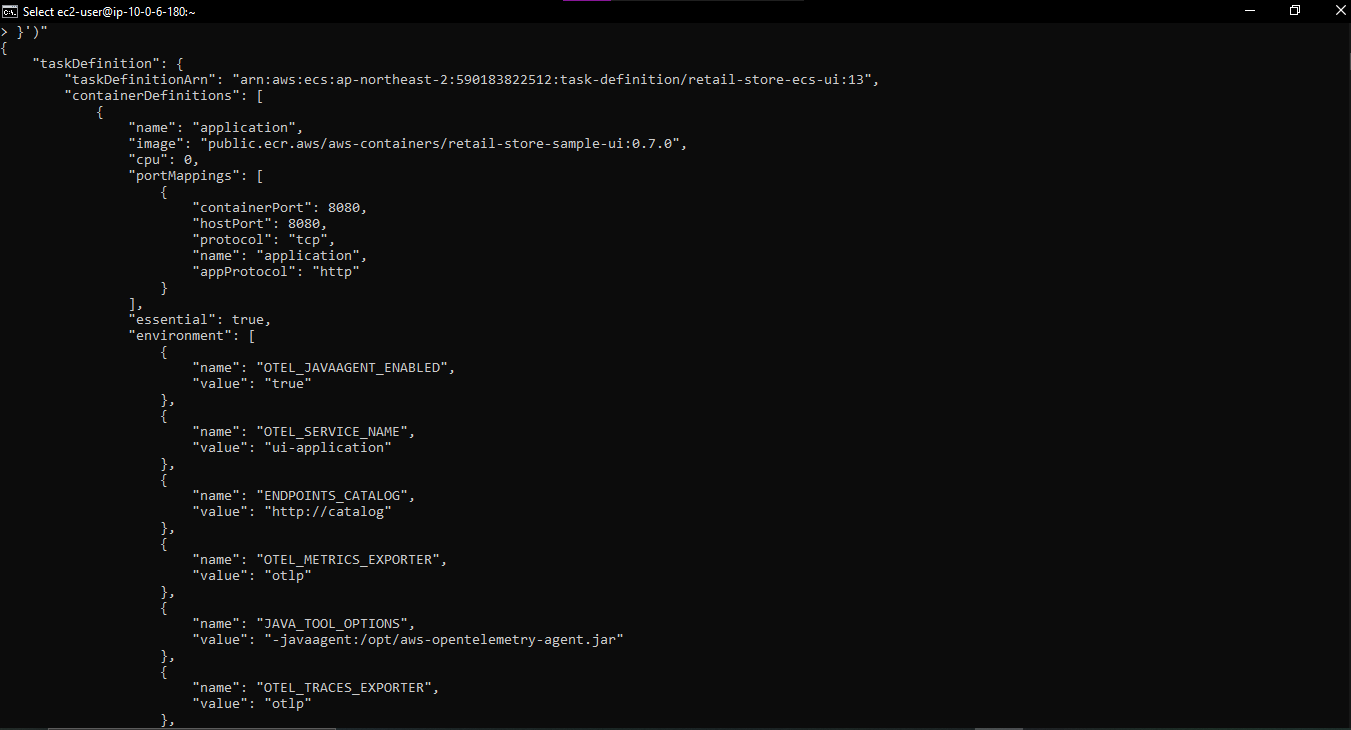 Select ec2-user@ip-10-0-6-180:~
> }')"
{
    "taskDefinition": {
        "taskDefinitionArn": "arn:aws:ecs:ap-northeast-2:590183822512:task-definition/retail-store-ecs-ui:13",
        "containerDefinitions": [
            {
                "name": "application",
                "image": "public.ecr.aws/aws-containers/retail-store-sample-ui:0.7.0",
                "cpu": 0,
                "portMappings": [
                    {
                        "containerPort": 8080,
                        "hostPort": 8080,
                        "protocol": "tcp",
                        "name": "application",
                        "appProtocol": "http"
                    }
                ],
                "essential": true,
                "environment": [
                    {
                        "name": "OTEL_JAVAAGENT_ENABLED",
                        "value": "true"
                    },
                    {
                        "name": "OTEL_SERVICE_NAME",
                        "value": "ui-application"
                    },
                    {
                        "name": "ENDPOINTS_CATALOG",
                        "value": "http://catalog"
                    },
                    {
                        "name": "OTEL_METRICS_EXPORTER",
                        "value": "otlp"
                    },
                    {
                        "name": "JAVA_TOOL_OPTIONS",
                        "value": "-javaagent:/opt/aws-opentelemetry-agent.jar"
                    },
                    {
                        "name": "OTEL_TRACES_EXPORTER",
                        "value": "otlp"
                    },